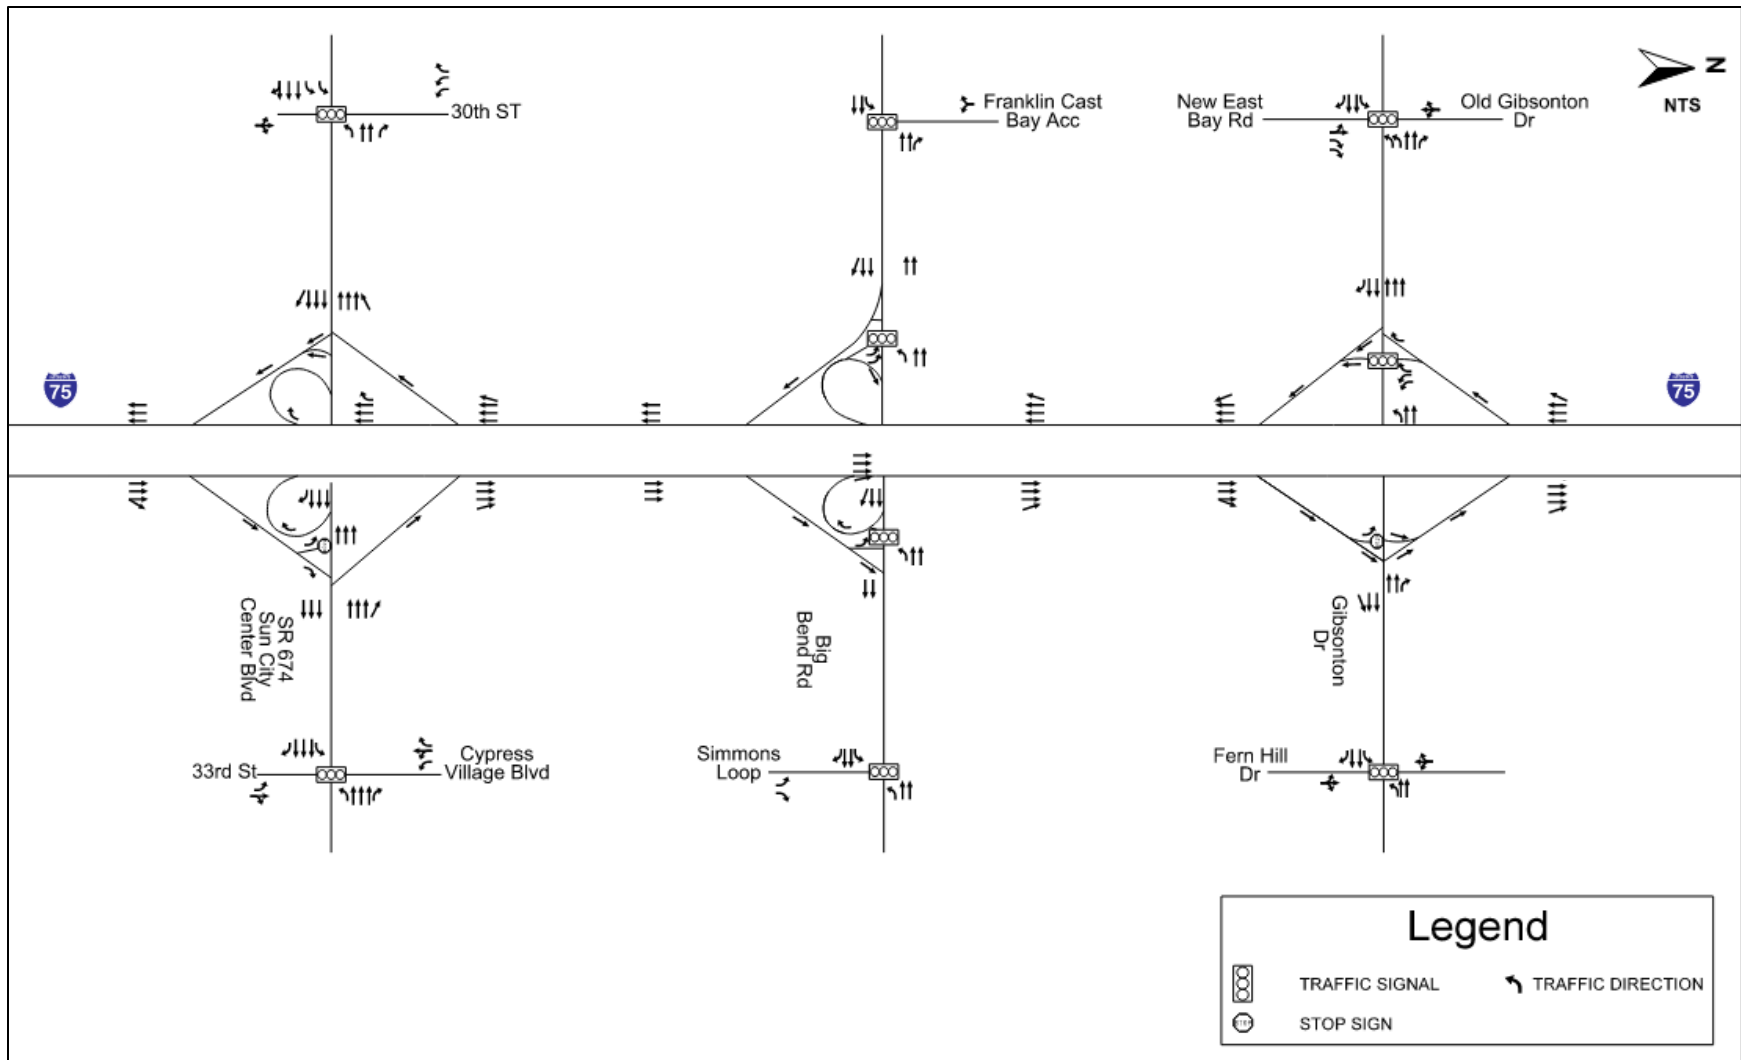 30th ST
Franklin Cast
Bay Acc
New East
Bay Rd
Old Gibsonton
Dr
N
NTS
75
75
SR 674
Sun City
Center Blvd
Big
Bend Rd
Gibsonton
Dr
33rd St
Cypress
Village Blvd
Simmons
Loop
Fern Hill
Dr
Legend
TRAFFIC SIGNAL
TRAFFIC DIRECTION
STOP SIGN